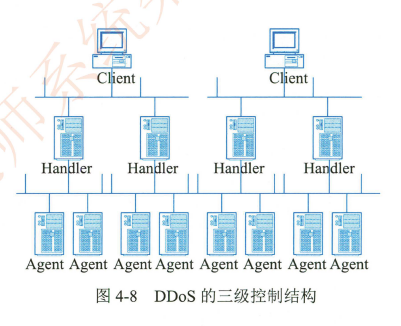 Client Client
Handler Handler Handler Handler
Agent Agent Agent Agent Agent Agent Agent Agent
图 4-8 DDoS 的三级控制结构